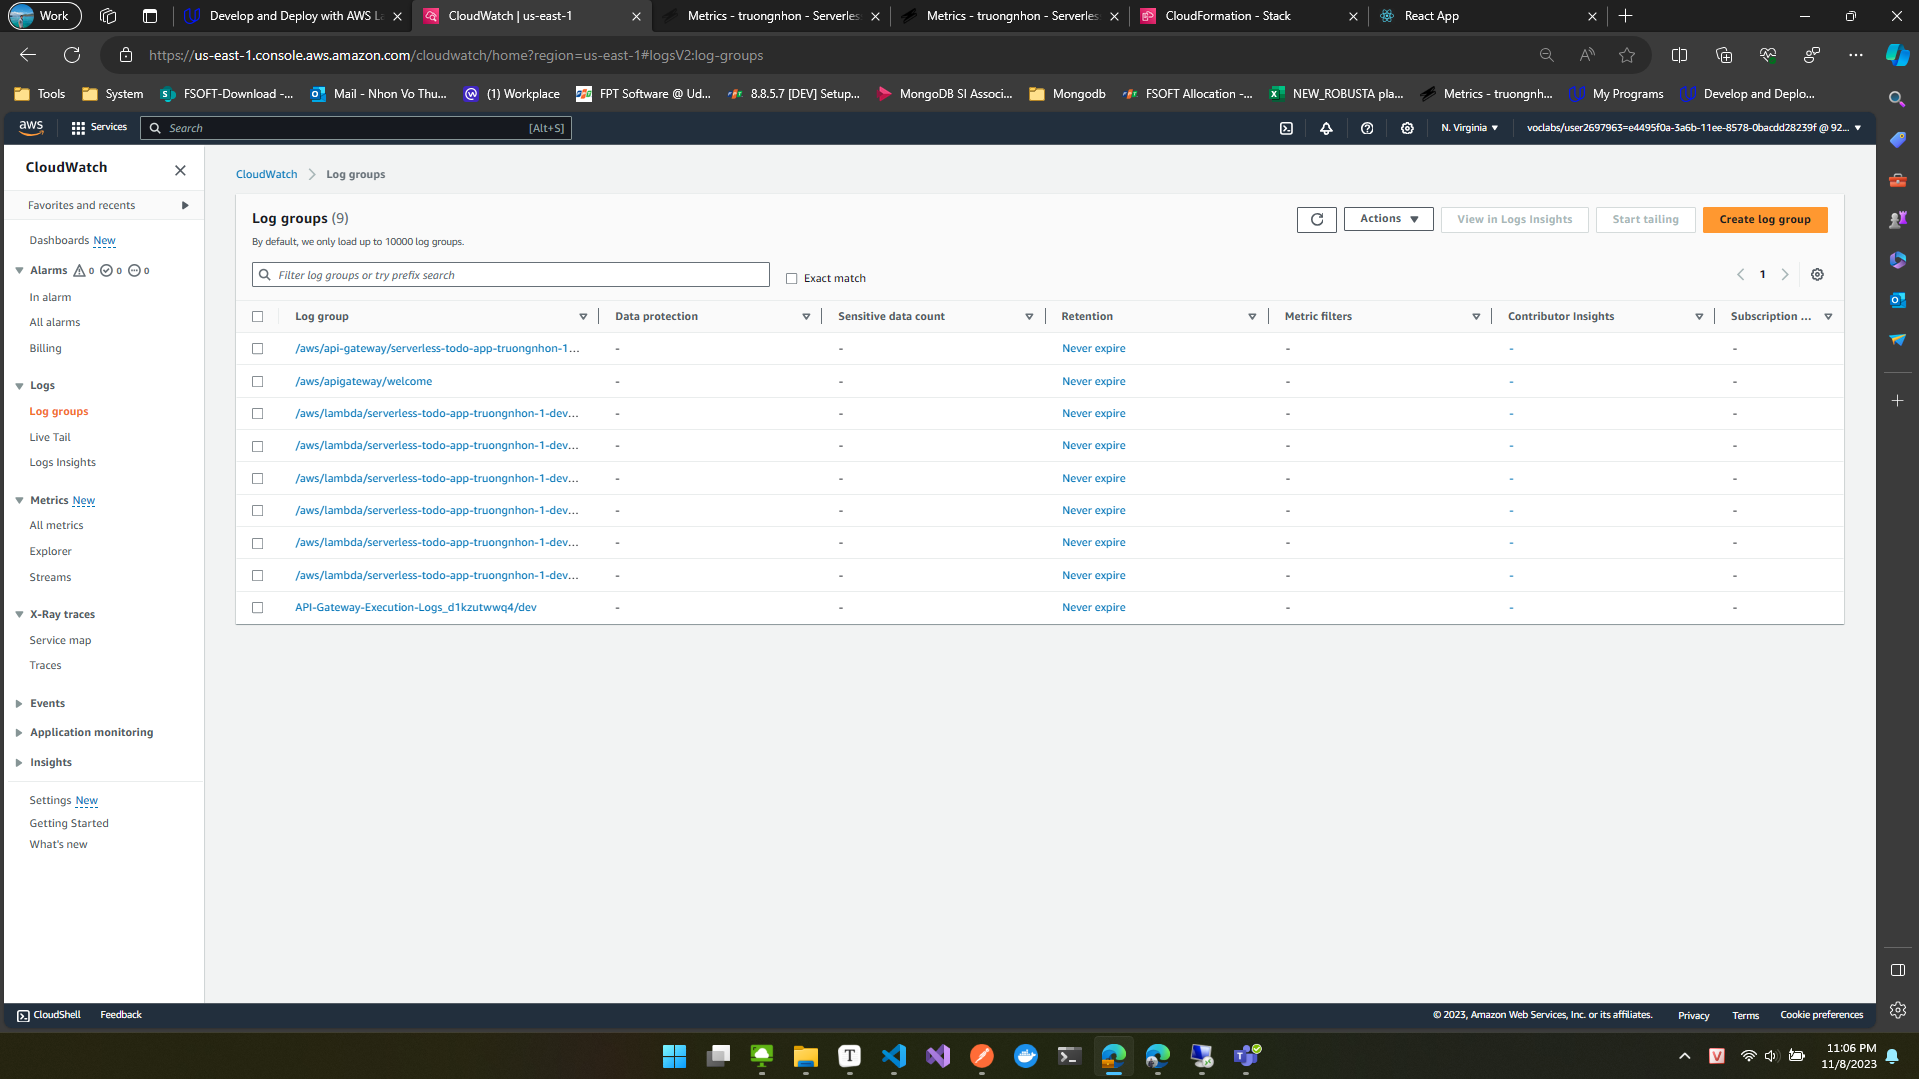 Work
Develop and Deploy with AWS La
CloudWatch | us-east-1
Metrics - truongnhon - Serverless
Metrics - truongnhon - Serverless
CloudFormation - Stack
React App
https://us-east-1.console.aws.amazon.com/cloudwatch/home?region=us-east-1#logsV2:log-groups
Tools
System
FSOFT-Download -...
Mail - Nhon Vo Thu...
(1) Workplace
FPT Software @ Ud...
8.8.5.7 [DEV] Setup...
MongoDB SI Associ...
Mongodb
FSOFT Allocation -...
NEW_ROBUSTA pla...
Metrics - truongnh...
My Programs
Develop and Deplo...
aws
Services
Search
[Alt+S]
N. Virginia
voclabs/user2697963=e4495f0a-3a6b-11ee-8578-0bacdd28239f @ 92...
CloudWatch
Favorites and recents
Dashboards New
Alarms 0 0 0
In alarm
All alarms
Billing
Logs
Log groups
Live Tail
Logs Insights
Metrics New
All metrics
Explorer
Streams
X-Ray traces
Service map
Traces
Events
Application monitoring
Insights
Settings New
Getting Started
What's new
CloudWatch
Log groups
Log groups (9)
By default, we only load up to 10000 log groups.
Actions
View in Logs Insights
Start tailing
Create log group
Filter log groups or try prefix search
Exact match
1
Log group Data protection Sensitive data count Retention Metric filters Contributor Insights Subscription ...
/aws/api-gateway/serverless-todo-app-truongnhon-1... - - Never expire - - -
/aws/apigateway/welcome - - Never expire - - -
/aws/lambda/serverless-todo-app-truongnhon-1-dev... - - Never expire - - -
/aws/lambda/serverless-todo-app-truongnhon-1-dev... - - Never expire - - -
/aws/lambda/serverless-todo-app-truongnhon-1-dev... - - Never expire - - -
/aws/lambda/serverless-todo-app-truongnhon-1-dev... - - Never expire - - -
/aws/lambda/serverless-todo-app-truongnhon-1-dev... - - Never expire - - -
/aws/lambda/serverless-todo-app-truongnhon-1-dev... - - Never expire - - -
API-Gateway-Execution-Logs_d1kzutwwq4/dev - - Never expire - - -
CloudShell
Feedback
© 2023, Amazon Web Services, Inc. or its affiliates.
Privacy
Terms
Cookie preferences
11:06 PM
11/8/2023